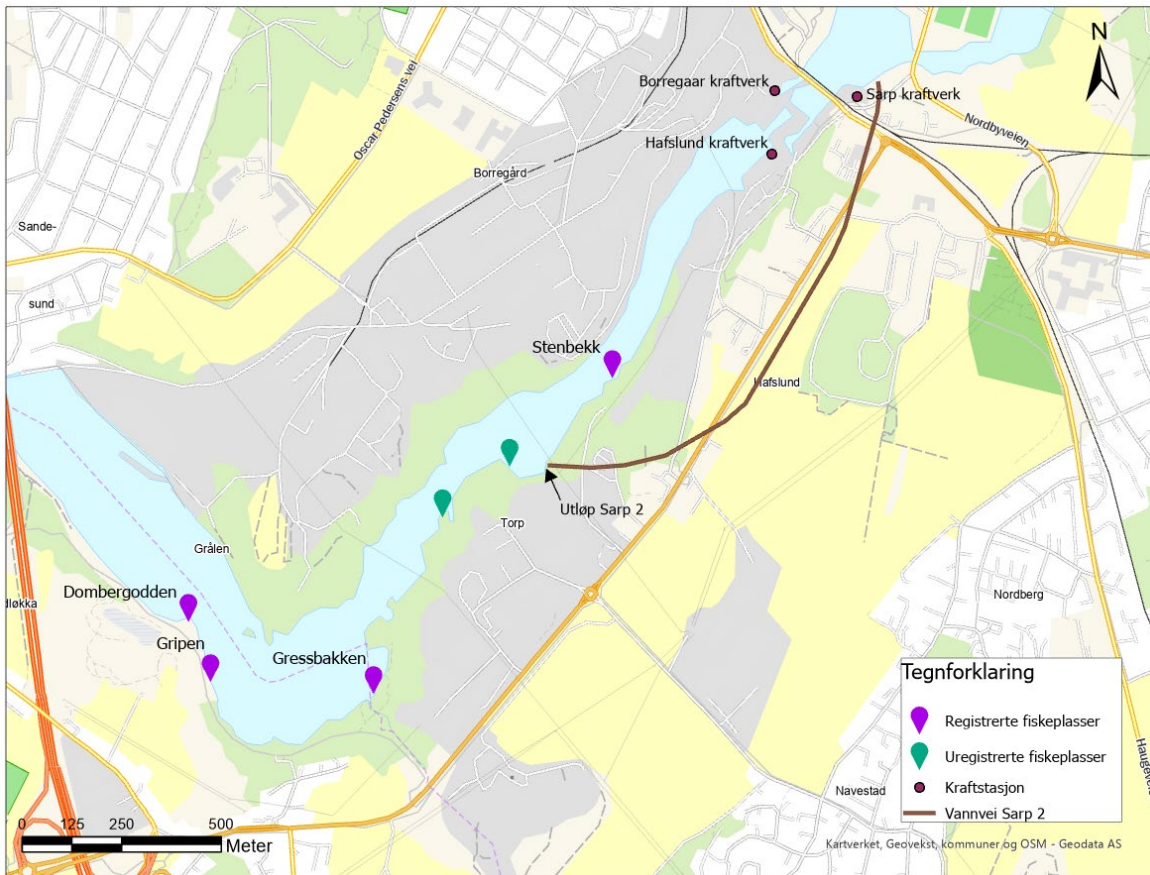 N
Oscar Pedersens vei
Borregaar kraftverk
Sarp kraftverk
Nordbyveien
Hafslund kraftverk
Borregård
Sande-
sund
Stenbekk
Hafslund
Utløp Sarp 2
Torp
Grålen
Dombergodden
dløkka
Gripen
Gressbakken
Nordberg
Tegnforklaring
Registrerte fiskeplasser
Uregistrerte fiskeplasser
Kraftstasjon
Vannvei Sarp 2
Navestad
Haugeve
0 125 250 500
Meter
Kartverket, Geovekst, kommuner og OSM - Geodata AS